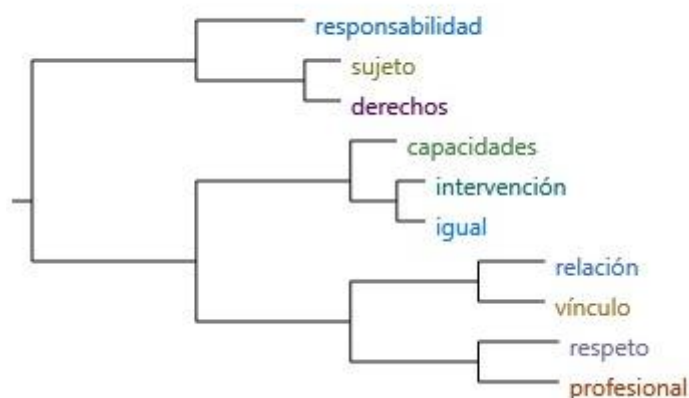 responsabilidad
sujeto
derechos
capacidades
intervención
igual
relación
vínculo
respeto
profesional